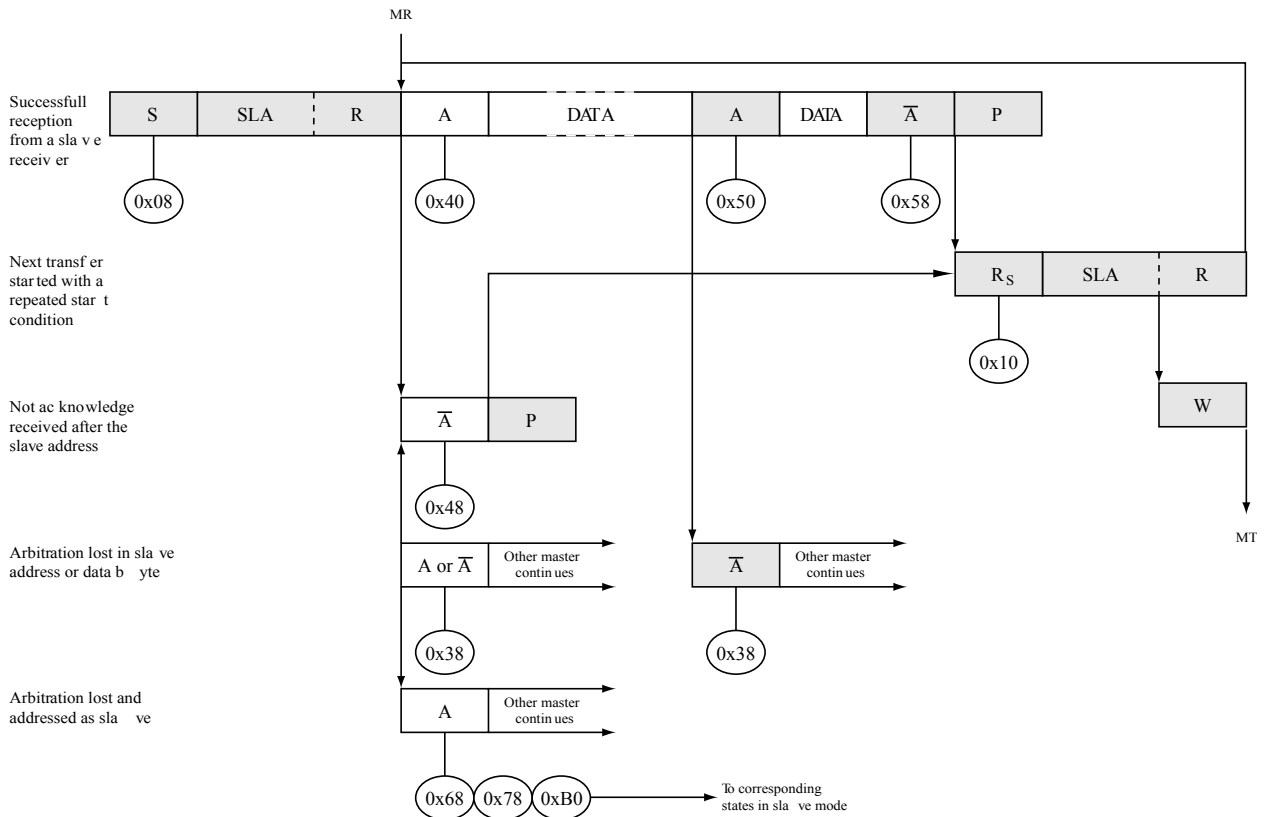 MR
Successfull
reception
from a sla v e
receiv er
S SLA R A DATA A DATA A̅ P
0x08 0x40 0x50 0x58
Next transf er
star ted with a
repeated star t
condition
RS SLA R
0x10
Not ac knowledge
received after the
slave address
A̅ P
W
0x48
MT
Arbitration lost in sla ve
address or data b yte
A or A̅
Other master
contin ues
A̅
Other master
contin ues
0x38 0x38
Arbitration lost and
addressed as sla ve
A
Other master
contin ues
0x68 0x78 0xB0
To corresponding
states in sla ve mode